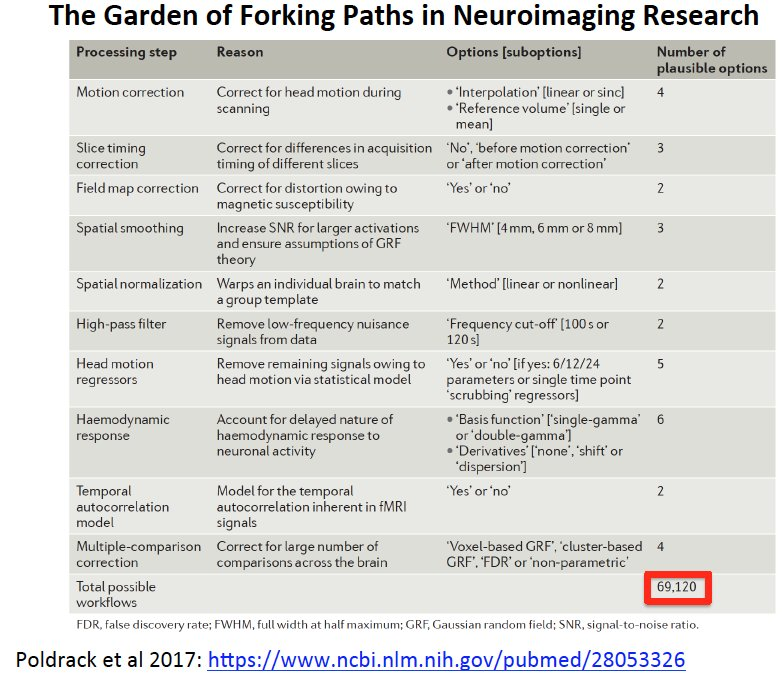 The Garden of Forking Paths in Neuroimaging Research
Processing step Reason Options [suboptions] Number of
plausible options
Motion correction Correct for head motion during • ‘Interpolation’ [linear or sinc] 4
scanning • ‘Reference volume’ [single or
mean]
Slice timing Correct for differences in acquisition ‘No’, ‘before motion correction’ 3
correction timing of different slices or ‘after motion correction’
Field map correction Correct for distortion owing to ‘Yes’ or ‘no’ 2
magnetic susceptibility
Spatial smoothing Increase SNR for larger activations ‘FWHM’ [4 mm, 6 mm or 8 mm] 3
and ensure assumptions of GRF
theory
Spatial normalization Warps an individual brain to match ‘Method’ [linear or nonlinear] 2
a group template
High-pass filter Remove low-frequency nuisance ‘Frequency cut-off’ [100 s or 2
signals from data 120 s]
Head motion Remove remaining signals owing to ‘Yes’ or ‘no’ [if yes: 6/12/24 5
regressors head motion via statistical model parameters or single time point
‘scrubbing’ regressors]
Haemodynamic Account for delayed nature of • ‘Basis function’ [‘single-gamma’ 6
response haemodynamic response to or ‘double-gamma’]
neuronal activity • ‘Derivatives’ [‘none’, ‘shift’ or
‘dispersion’]
Temporal Model for the temporal ‘Yes’ or ‘no’ 2
autocorrelation autocorrelation inherent in fMRI
model signals
Multiple-comparison Correct for large number of ‘Voxel-based GRF’, ‘cluster-based 4
correction comparisons across the brain GRF’, ‘FDR’ or ‘non-parametric’
Total possible 69,120
workflows
FDR, false discovery rate; FWHM, full width at half maximum; GRF, Gaussian random field; SNR, signal-to-noise ratio.
Poldrack et al 2017: https://www.ncbi.nlm.nih.gov/pubmed/28053326